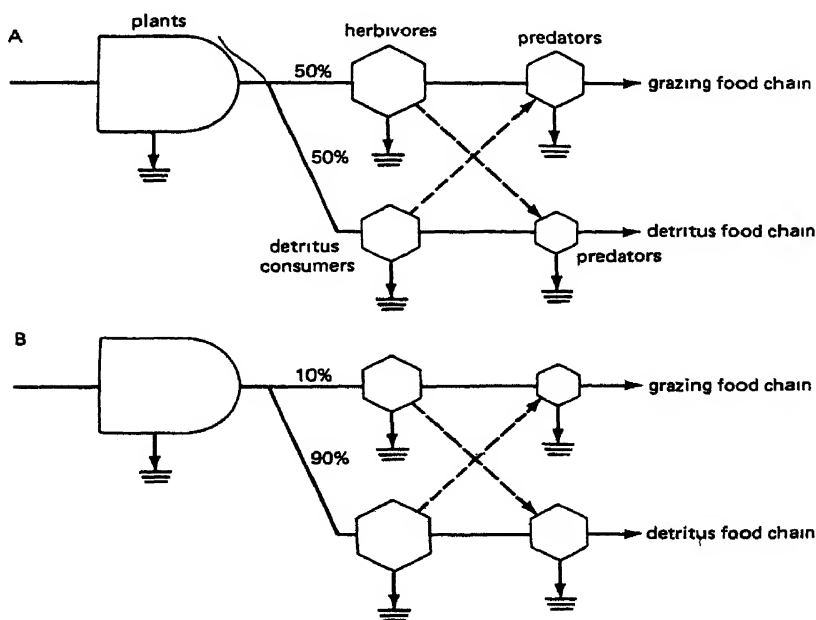 A
plants
herbivores
predators
50%
grazing food chain
50%
detritus
consumers
predators
detritus food chain
B
10%
grazing food chain
90%
detritus food chain